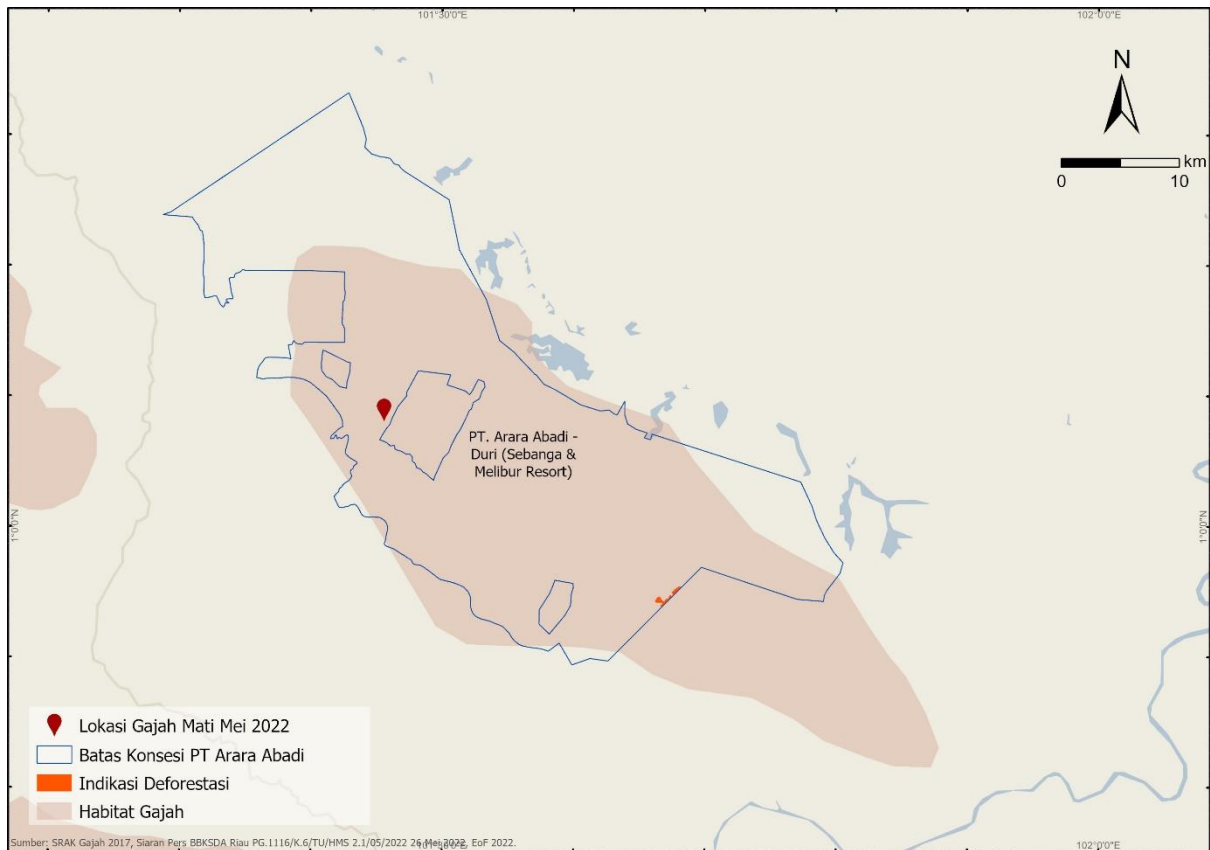 101°30'0"E
102°0'0"E
N
km
0
10
PT. Arara Abadi -
Duri (Sebanga &
Melibur Resort)
1°0'0"N
1°0'0"N
Lokasi Gajah Mati Mei 2022
Batas Konsesi PT Arara Abadi
Indikasi Deforestasi
Habitat Gajah
Sumber: SRAK Gajah 2017, Siaran Pers BBKSDA Riau PG.1116/K.6/TU/HMS 2.1/05/2022 26 Mei 2022, EoF 2022.
101°30'0"E
102°0'0"E